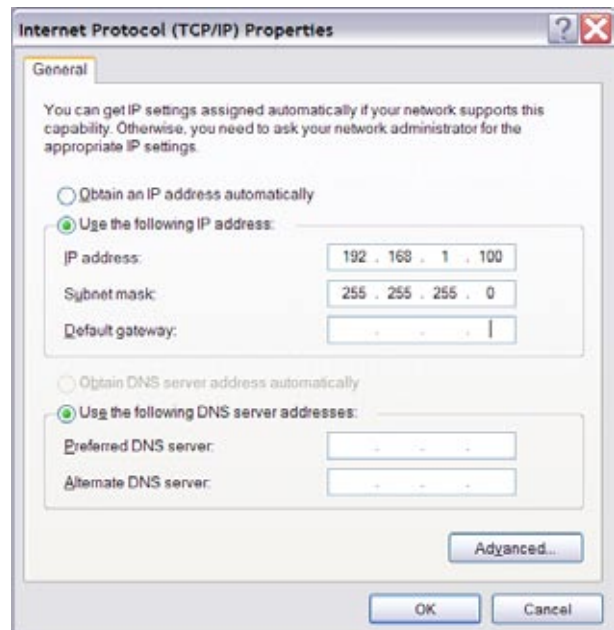 Internet Protocol (TCP/IP) Properties
General
You can get IP settings assigned automatically if your network supports this
capability. Otherwise, you need to ask your network administrator for the
appropriate IP settings.
Obtain an IP address automatically
Use the following IP address:
IP address: 192 . 168 . 1 . 100
Subnet mask: 255 . 255 . 255 . 0
Default gateway: . . .
Obtain DNS server address automatically
Use the following DNS server addresses:
Preferred DNS server: . . .
Alternate DNS server: . . .
Advanced...
OK Cancel